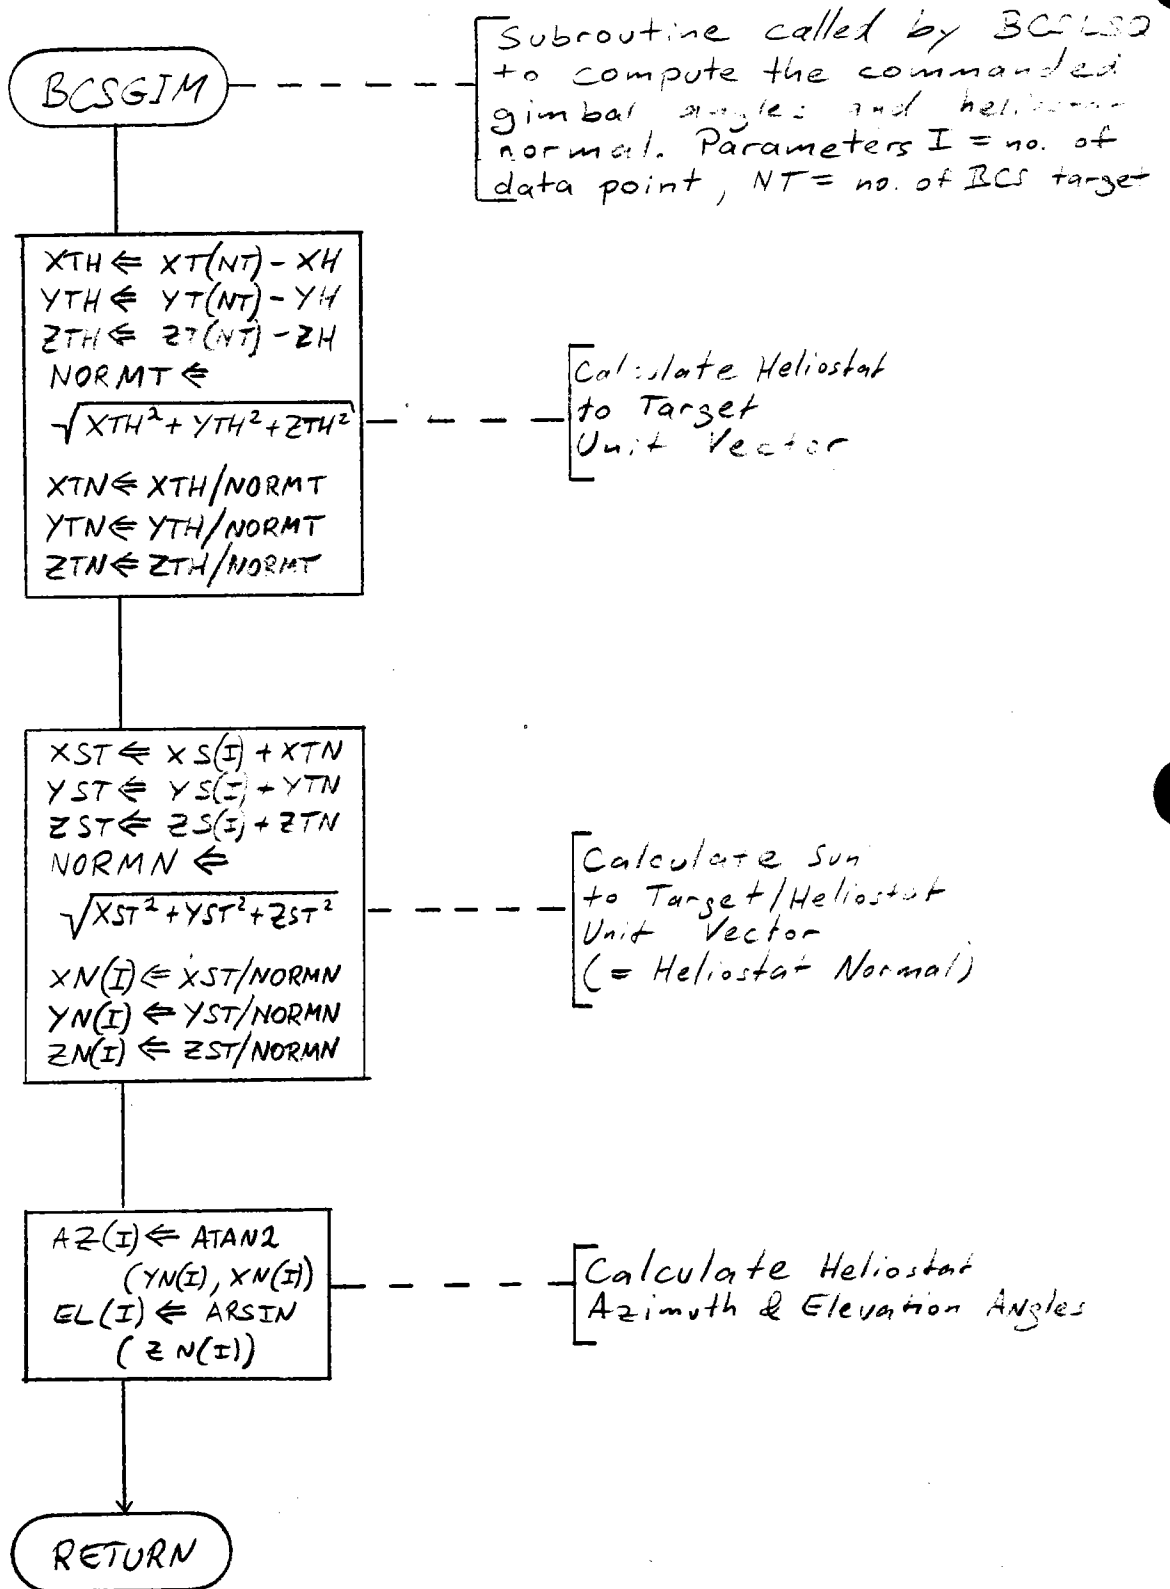 BCSGIM
Subroutine called by BCSLSQ
to compute the commanded
gimbal angles and
normal. Parameters I = no. of
data point, NT = no. of BCS target
XTH ⇐ XT(NT) - XH
YTH ⇐ YT(NT) - YH
ZTH ⇐ ZT(NT) - ZH
NORMT ⇐
√XTH² + YTH² + ZTH²
XTN ⇐ XTH/NORMT
YTN ⇐ YTH/NORMT
ZTN ⇐ ZTH/NORMT
Calculate Heliostat
to Target
Unit Vector
XST ⇐ XS(I) + XTN
YST ⇐ YS(I) + YTN
ZST ⇐ ZS(I) + ZTN
NORMN ⇐
√XST² + YST² + ZST²
XN(I) ⇐ XST/NORMN
YN(I) ⇐ YST/NORMN
ZN(I) ⇐ ZST/NORMN
Calculate Sun
to Target/Heliostat
Unit Vector
(= Heliostat Normal)
AZ(I) ⇐ ATAN2
(YN(I), XN(I))
EL(I) ⇐ ARSIN
(ZN(I))
Calculate Heliostat
Azimuth & Elevation Angles
RETURN